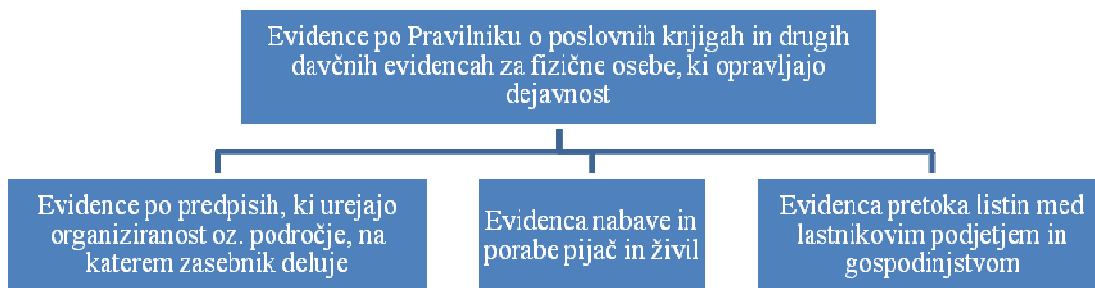 Evidence po Pravilniku o poslovnih knjigah in drugih
davčnih evidencah za fizične osebe, ki opravljajo
dejavnost
Evidence po predpisih, ki urejajo
organiziranost oz. področje, na
katerem zasebnik deluje
Evidenca nabave in
porabe pijač in živil
Evidenca pretoka listin med
lastnikovim podjetjem in
gospodinjstvom